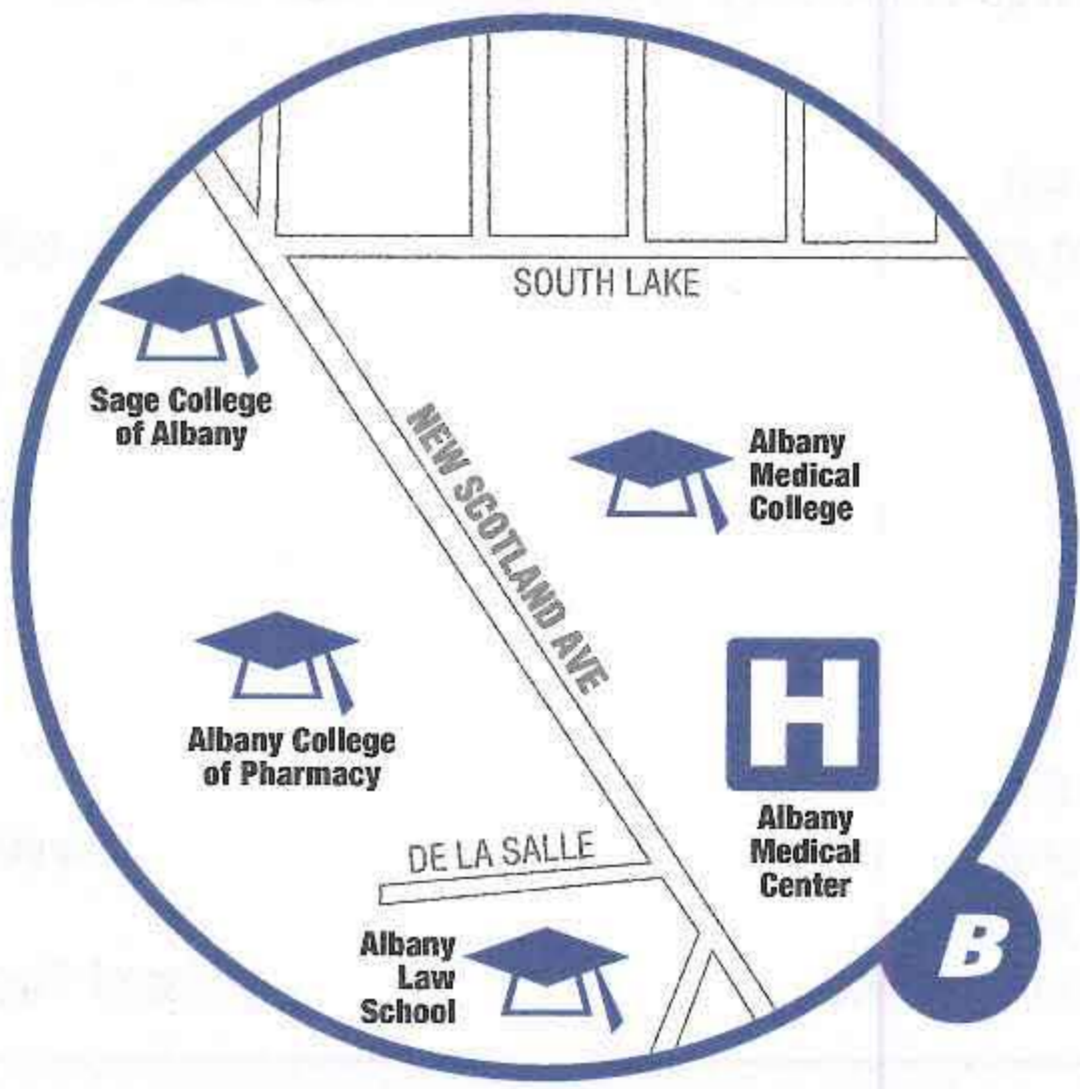 SOUTH LAKE
Sage College
of Albany
NEW SCOTLAND AVE
Albany
Medical
College
H
Albany College
of Pharmacy
Albany
Medical
Center
DE LA SALLE
Albany
Law
School
B